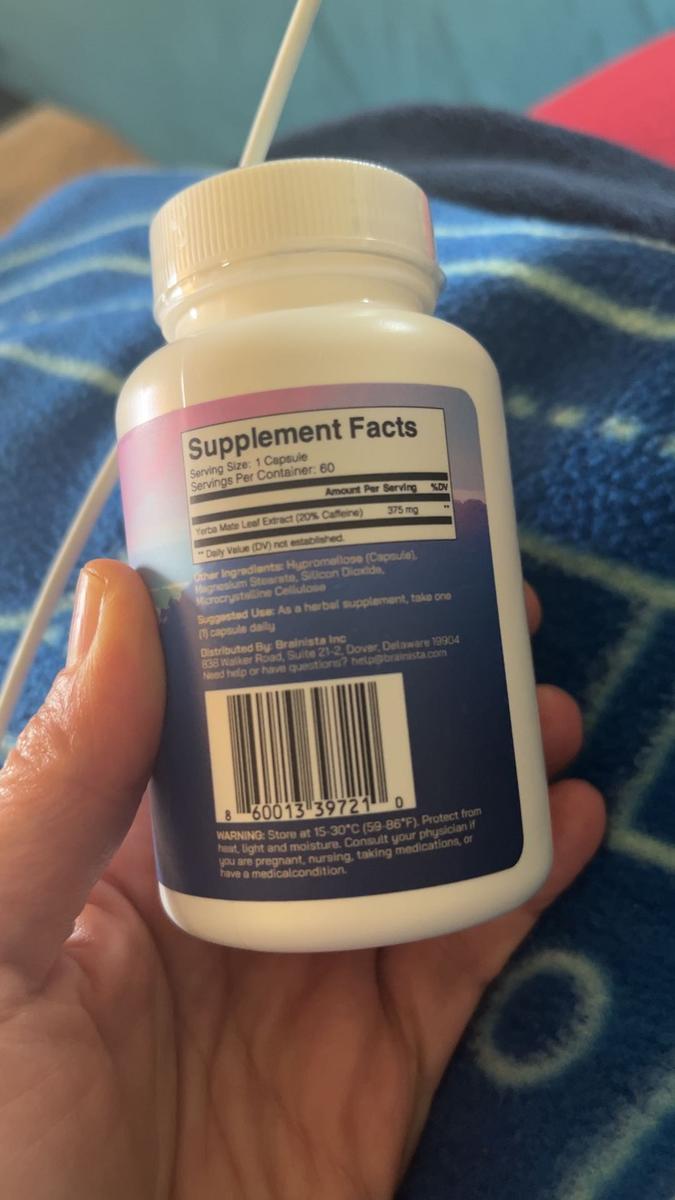 Supplement Facts
Serving Size: 1 Capsule
Servings Per Container: 60
Amount Per Serving %DV
Yerba Mate Leaf Extract (20% Caffeine) 375 mg **
** Daily Value (DV) not established.
Other Ingredients: Hypromellose (Capsule),
Magnesium Stearate, Silicon Dioxide,
Microcrystalline Cellulose
Suggested Use: As a herbal supplement, take one
(1) capsule daily
Distributed By: Brainista Inc
838 Walker Road, Suite 21-2, Dover, Delaware 19904
Need help or have questions? help@brainista.com
8 60013 39721 0
WARNING: Store at 15-30°C (59-86°F). Protect from
heat, light and moisture. Consult your physician if
you are pregnant, nursing, taking medications, or
have a medicalcondition.